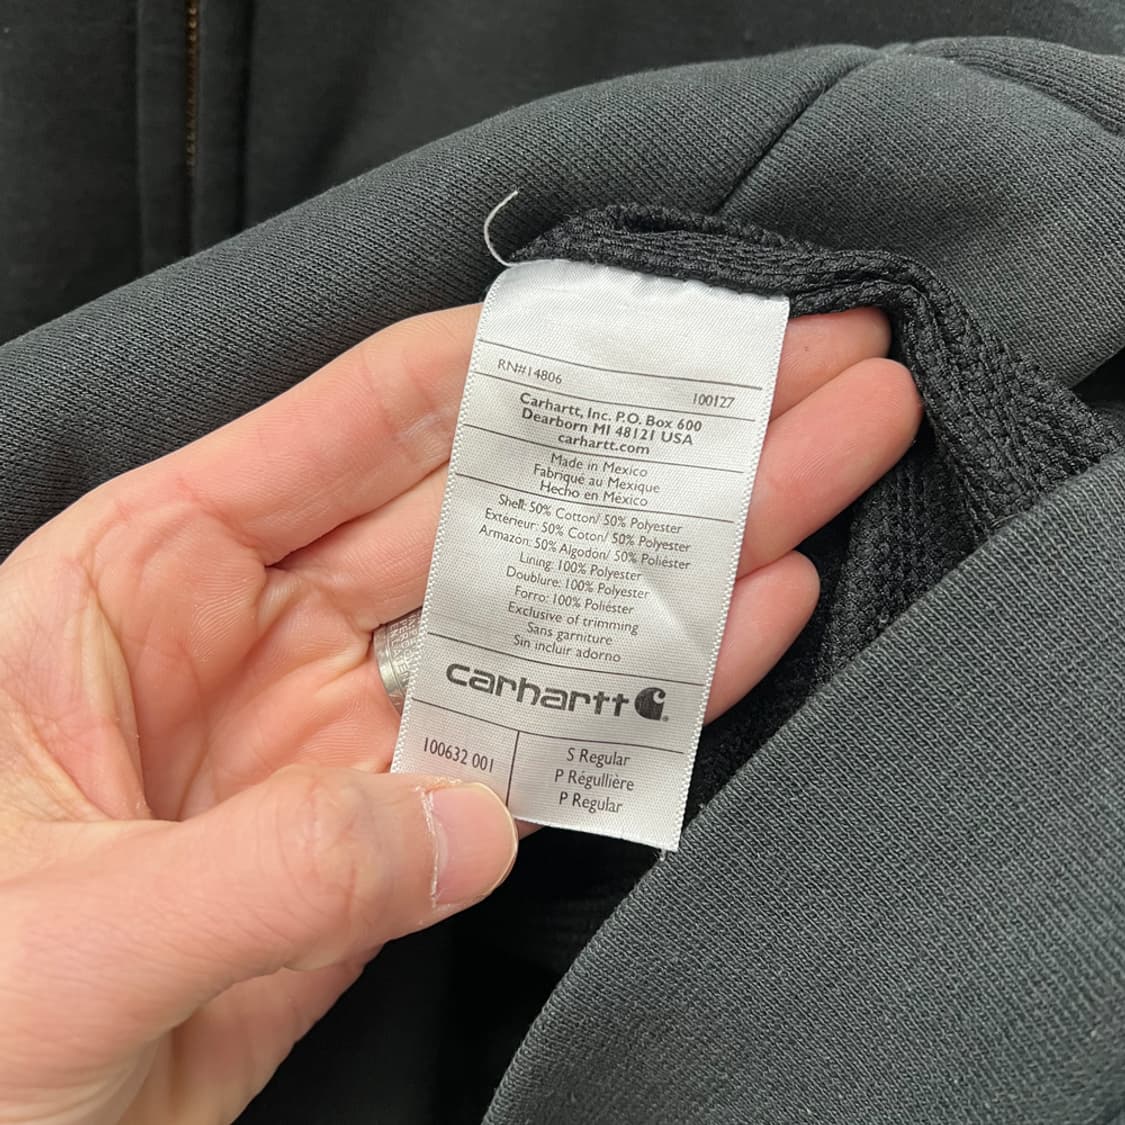 RN#14806
100127
Carhartt, Inc. P.O. Box 600
Dearborn MI 48121 USA
carhartt.com
Made in Mexico
Fabriqué au Mexique
Hecho en México
Shell: 50% Cotton/ 50% Polyester
Extérieur: 50% Coton/ 50% Polyester
Armazón: 50% Algodón/ 50% Poliéster
Lining: 100% Polyester
Doublure: 100% Polyester
Forro: 100% Poliéster
Exclusive of trimming
Sans garniture
Sin incluir adorno
carhartt
100632 001
S Regular
P Régullière
P Regular